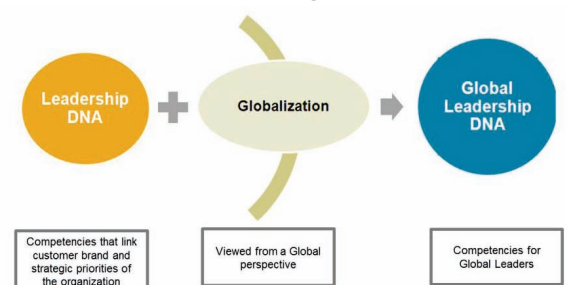 Leadership
DNA
Globalization
Global
Leadership
DNA
Competencies that link
customer brand and
strategic priorities of
the organization
Viewed from a Global
perspective
Competencies for
Global Leaders